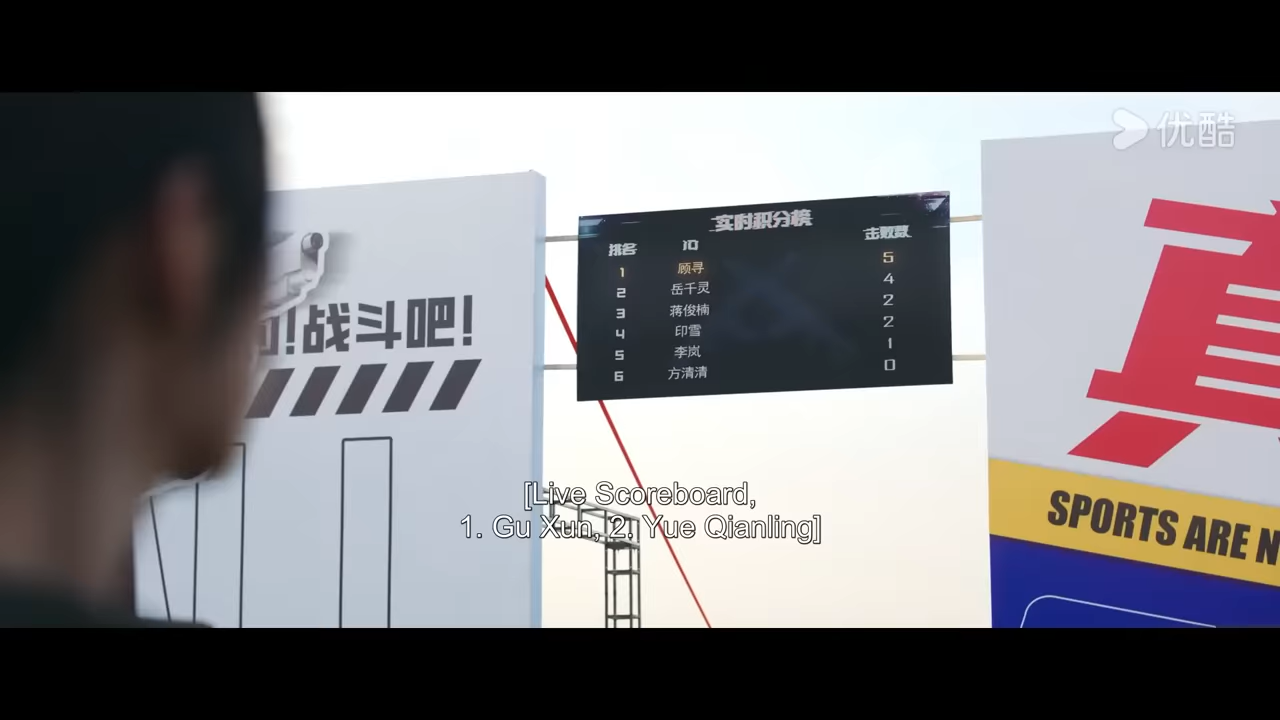 优酷
实时积分榜
排名 ID 击败数
1 顾寻 5
2 岳千灵 4
3 蒋俊楠 2
4 印雪 2
5 李岚 1
6 方清清 0
!战斗吧!
真
SPORTS ARE N
[Live Scoreboard,
1. Gu Xun, 2. Yue Qianling]